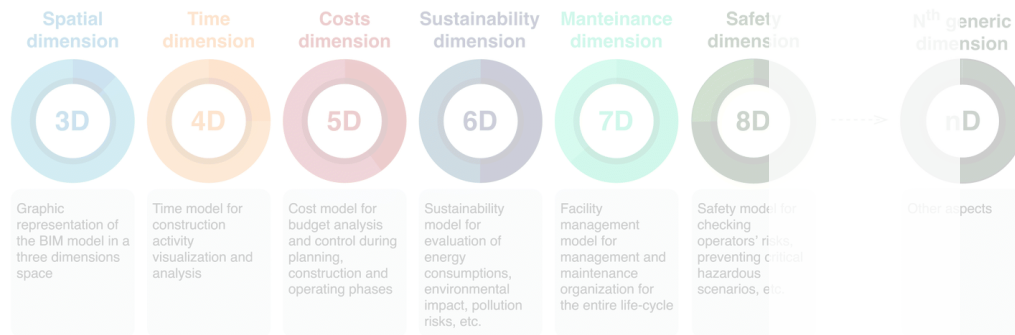 Spatial
dimension
3D
Graphic
representation of
the BIM model in a
three dimensions
space
Time
dimension
4D
Time model for
construction
activity
visualization and
analysis
Costs
dimension
5D
Cost model for
budget analysis
and control during
planning,
construction and
operating phases
Sustainability
dimension
6D
Sustainability
model for
evaluation of
energy
consumptions,
environmental
impact, pollution
risks, etc.
Manteinance
dimension
7D
Facility
management
model for
management and
maintenance
organization for
the entire life-cycle
Safety
dimension
8D
Safety model for
checking
operators' risks,
preventing critical
hazardous
scenarios, etc.
Nth generic
dimension
nD
Other aspects